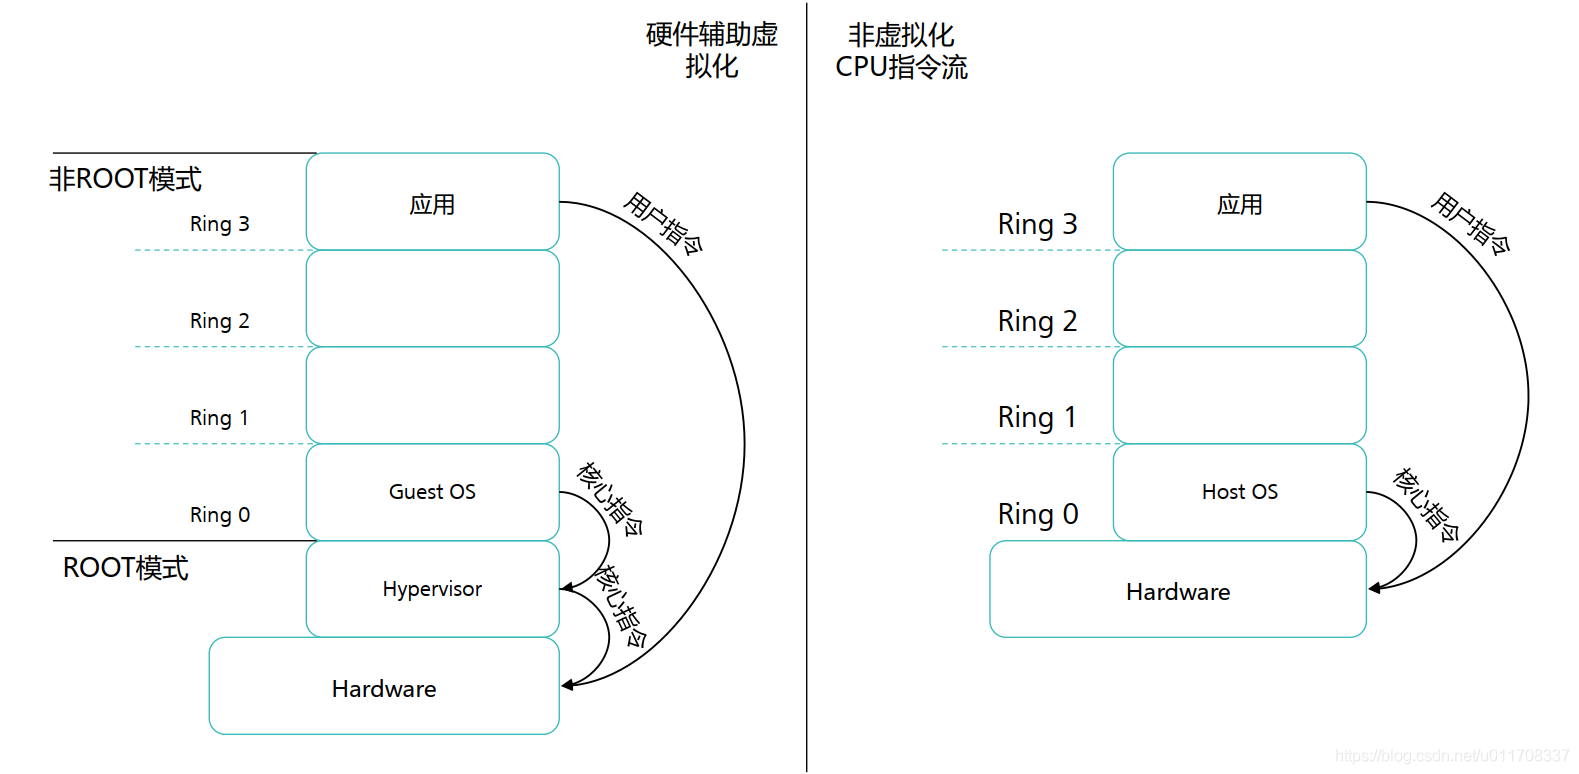 硬件辅助虚
拟化
非ROOT模式
应用
用户指令
Ring 3
Ring 2
Ring 1
Guest OS
核心指令
Ring 0
ROOT模式
Hypervisor
核心指令
Hardware
非虚拟化
CPU指令流
应用
用户指令
Ring 3
Ring 2
Ring 1
Host OS
核心指令
Ring 0
Hardware
https://blog.csdn.net/u011708337